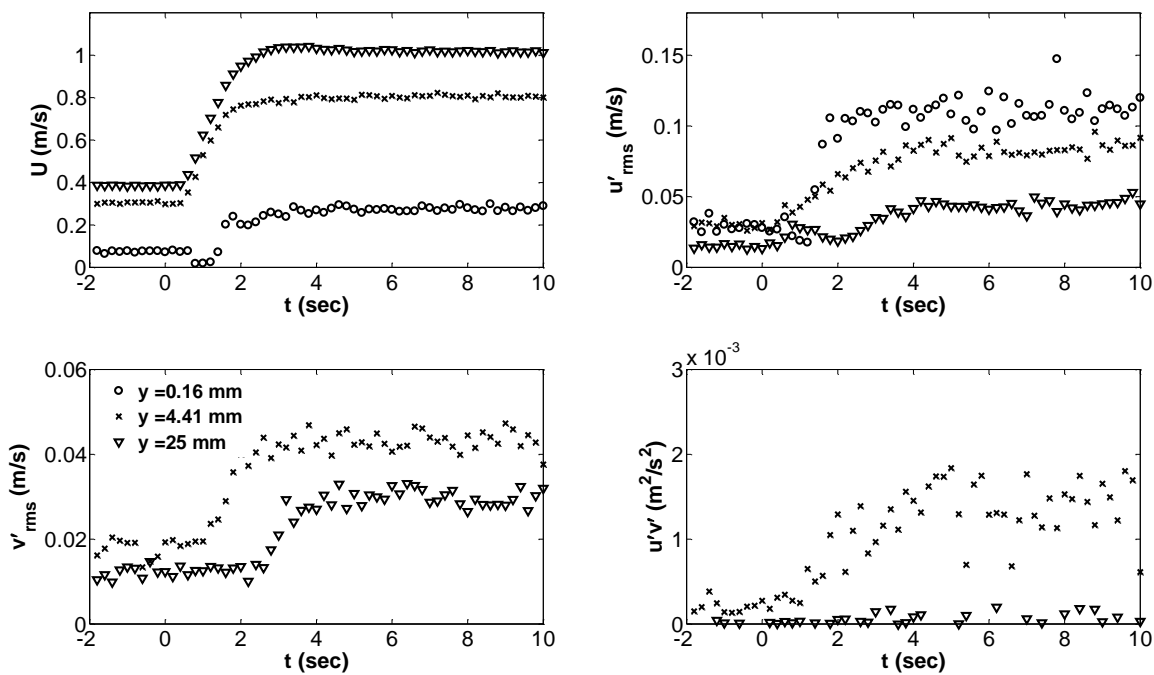 U (m/s)
1
0.8
0.6
0.4
0.2
0
-2 0 2 4 6 8 10
t (sec)
u'rms (m/s)
0.15
0.1
0.05
0
-2 0 2 4 6 8 10
t (sec)
v'rms (m/s)
0.06
0.04
0.02
0
-2 0 2 4 6 8 10
t (sec)
y =0.16 mm
y =4.41 mm
y =25 mm
x 10⁻³
u'v' (m²/s²)
3
2
1
0
-2 0 2 4 6 8 10
t (sec)